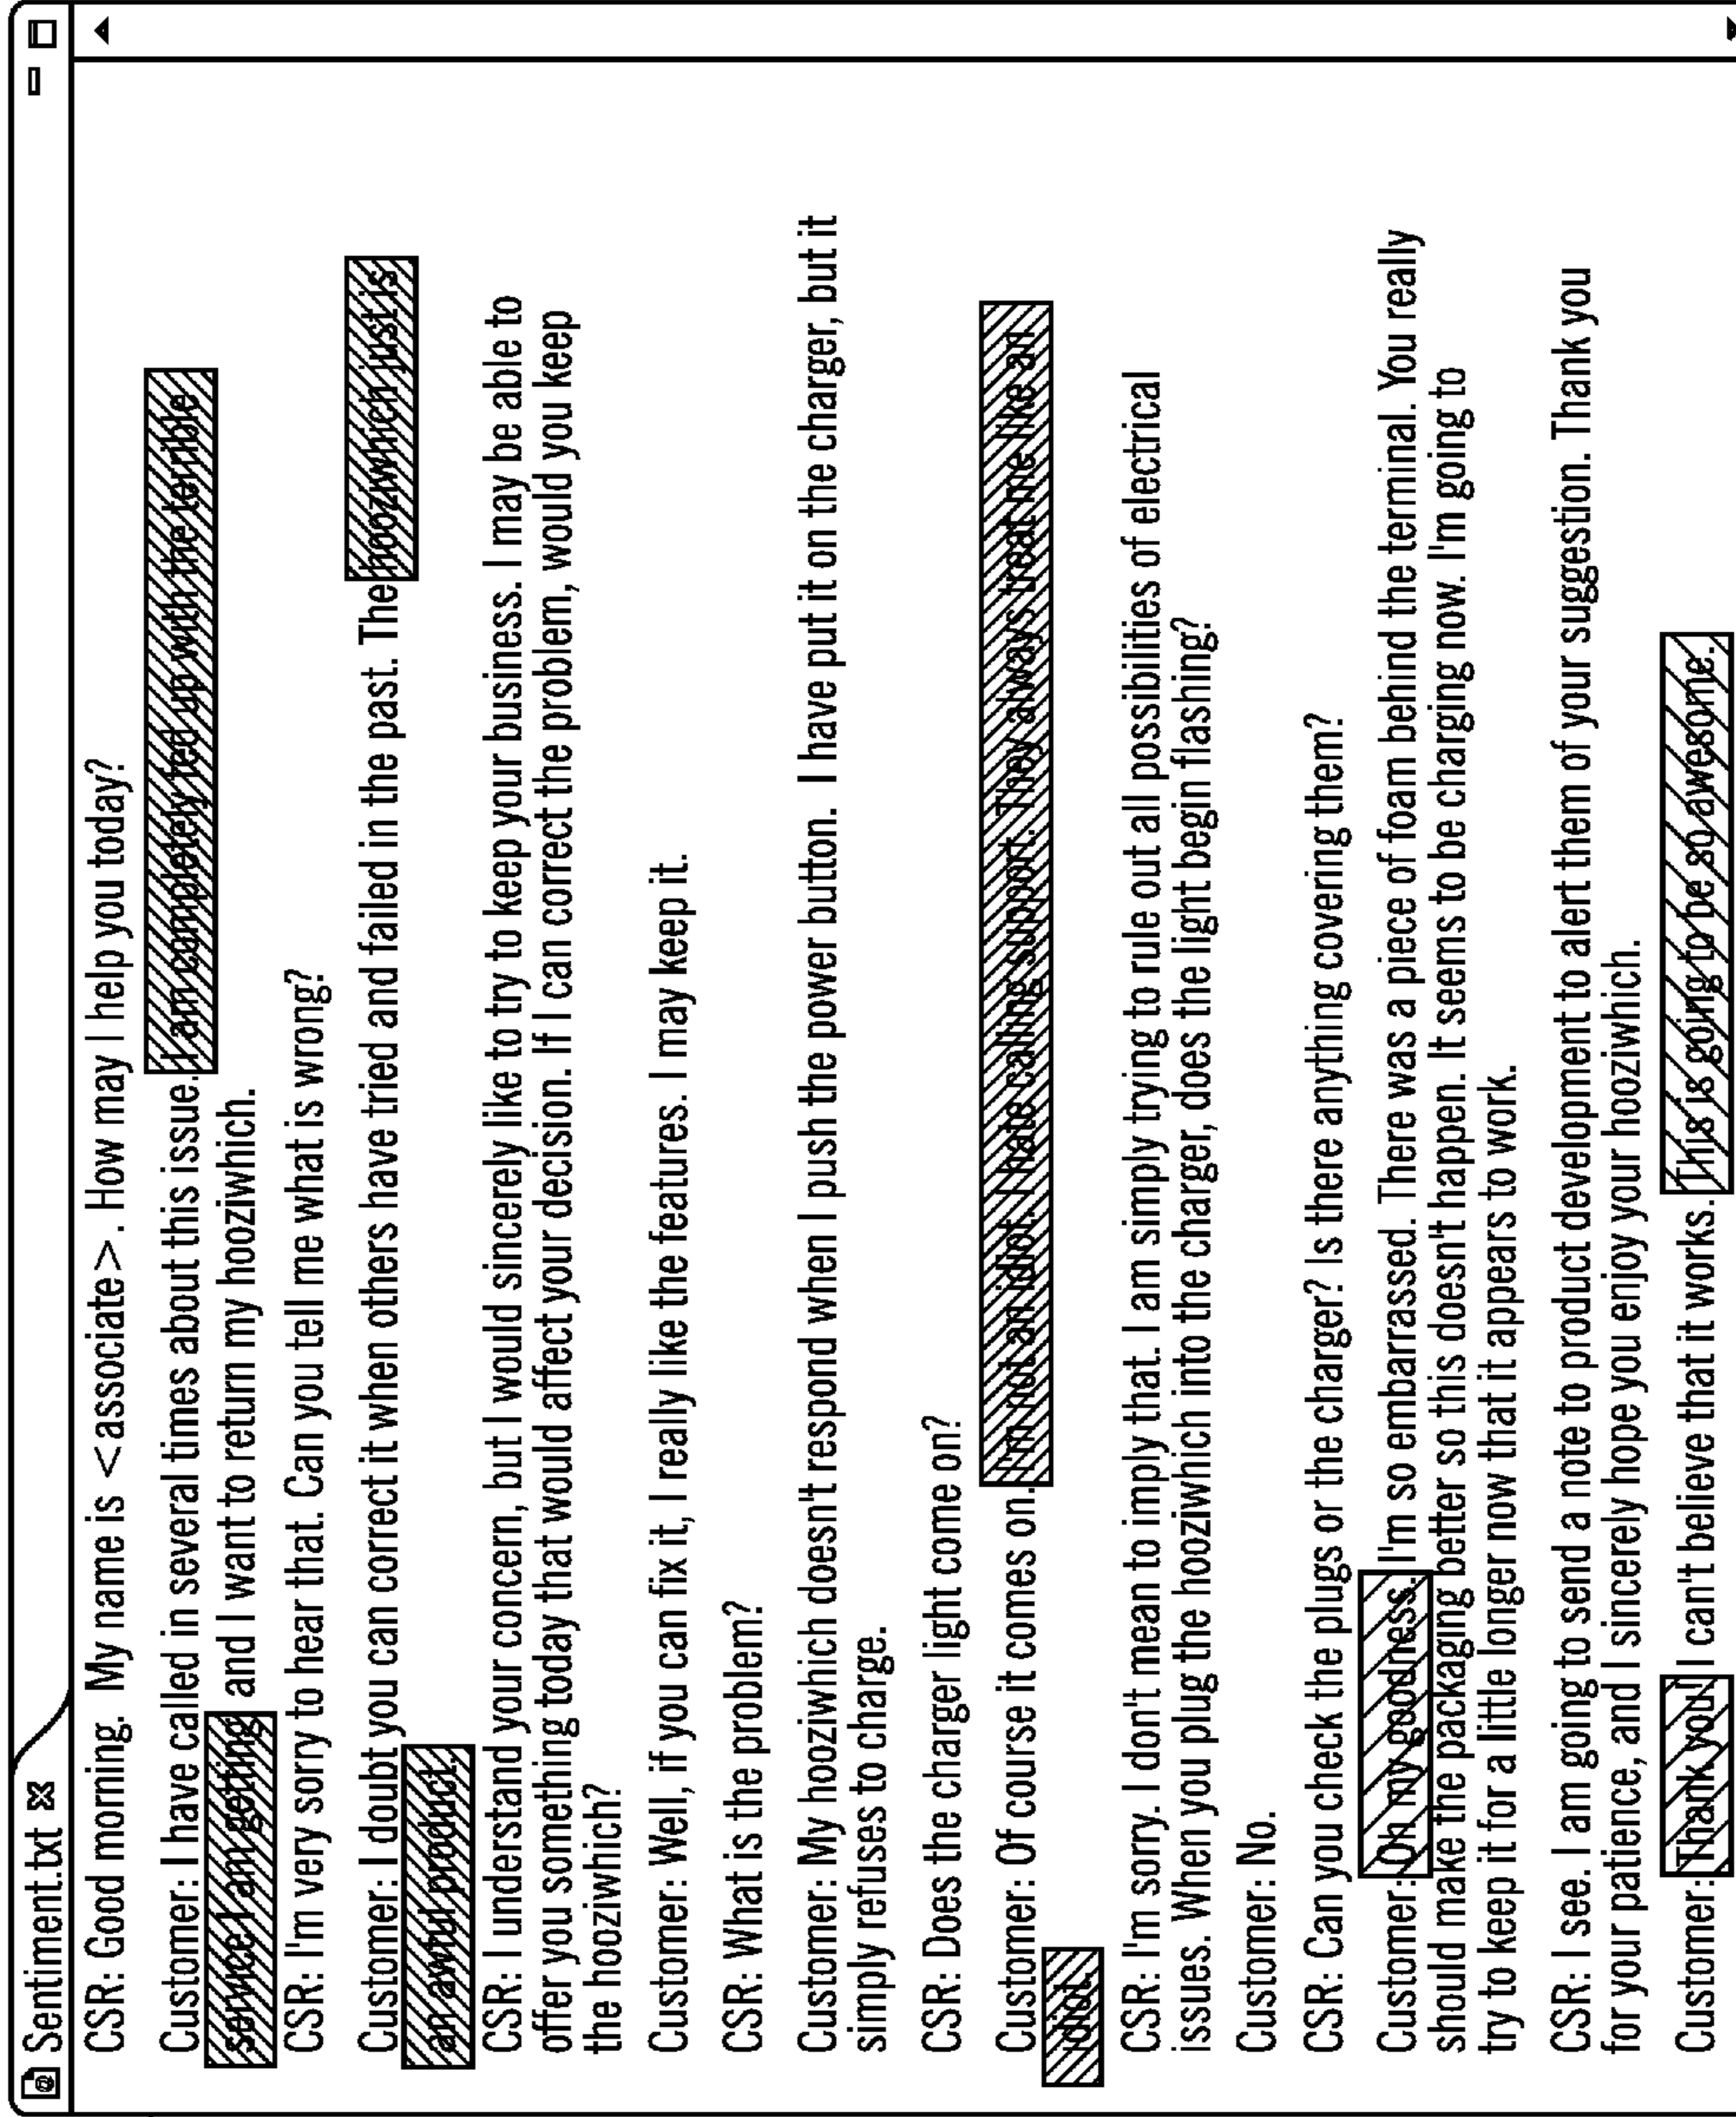 Sentiment.txt
CSR: Good morning. My name is <associate>. How may I help you today?
Customer: I have called in several times about this issue. I am completely fed up with the terrible
service I am getting and I want to return my hooziwhich.
CSR: I'm very sorry to hear that. Can you tell me what is wrong?
Customer: I doubt you can correct it when others have tried and failed in the past. The hooziwhich just is
an awful product.
CSR: I understand your concern, but I would sincerely like to try to keep your business. I may be able to
offer you something today that would affect your decision. If I can correct the problem, would you keep
the hooziwhich?
Customer: Well, if you can fix it, I really like the features. I may keep it.
CSR: What is the problem?
Customer: My hooziwhich doesn't respond when I push the power button. I have put it on the charger, but it
simply refuses to charge.
CSR: Does the charger light come on?
Customer: Of course it comes on. I'm not an idiot. I hate calling support. They always treat me like an
idiot.
CSR: I'm sorry. I don't mean to imply that. I am simply trying to rule out all possibilities of electrical
issues. When you plug the hooziwhich into the charger, does the light begin flashing?
Customer: No.
CSR: Can you check the plugs or the charger? Is there anything covering them?
Customer: Oh my goodness. I'm so embarrassed. There was a piece of foam behind the terminal. You really
should make the packaging better so this doesn't happen. It seems to be charging now. I'm going to
try to keep it for a little longer now that it appears to work.
CSR: I see. I am going to send a note to product development to alert them of your suggestion. Thank you
for your patience, and I sincerely hope you enjoy your hooziwhich.
Customer: Thank you! I can't believe that it works. This is going to be so awesome.